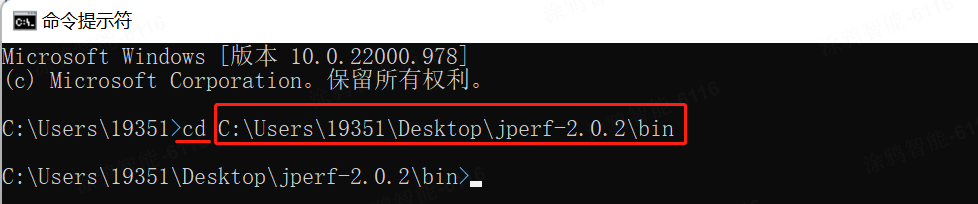 命令提示符
Microsoft Windows [版本 10.0.22000.978]
(c) Microsoft Corporation。保留所有权利。
C:\Users\19351>cd C:\Users\19351\Desktop\jperf-2.0.2\bin
C:\Users\19351\Desktop\jperf-2.0.2\bin>